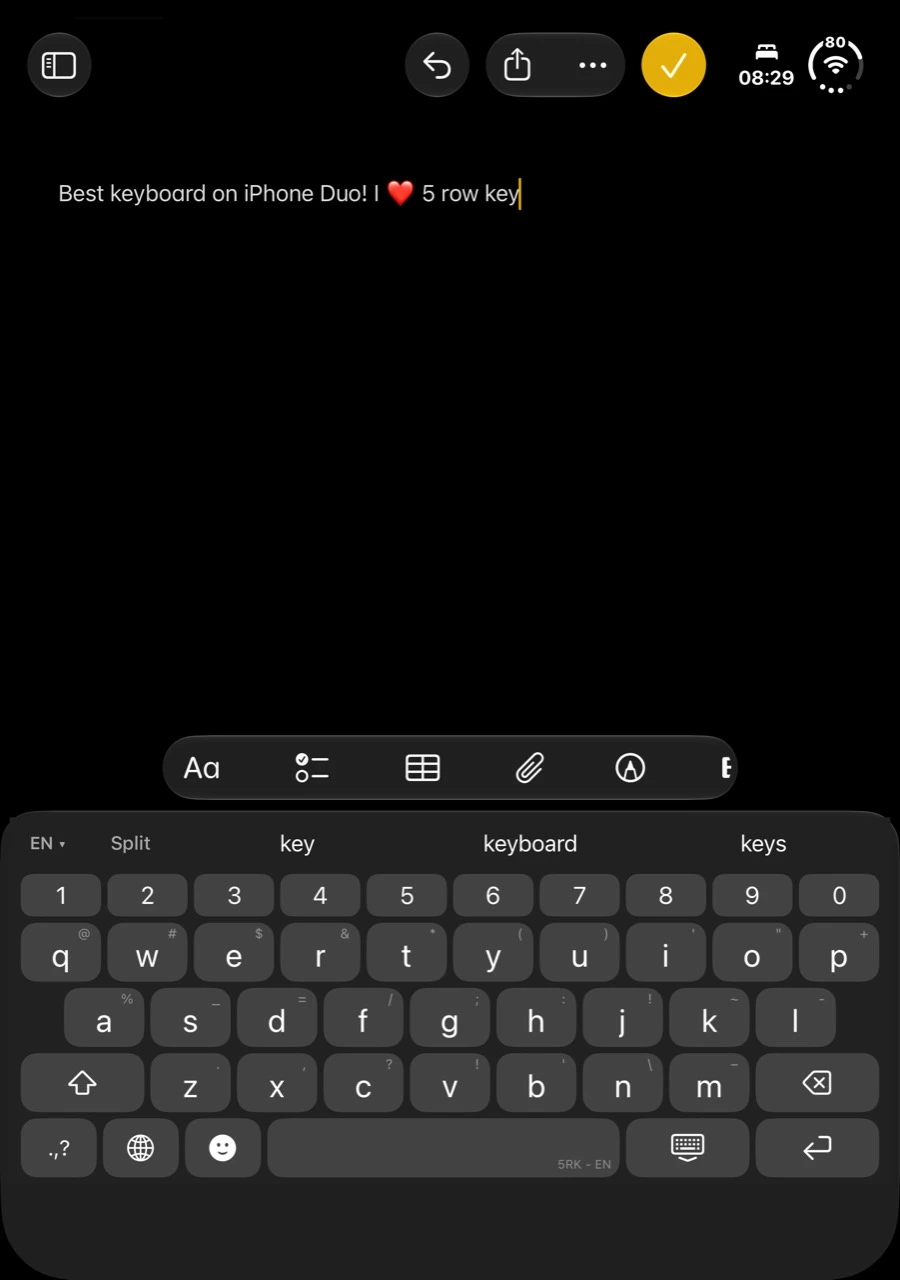 80
08:29
Best keyboard on iPhone Duo! I ❤️ 5 row key
Aa
EN ▾ Split key keyboard keys
1 2 3 4 5 6 7 8 9 0
@ # $ & * ( ) ' " +
q w e r t y u i o p
% _ = / ; : ! ~ -
a s d f g h j k l
. , ? ! ' \ –
z x c v b n m
.,?
5RK - EN